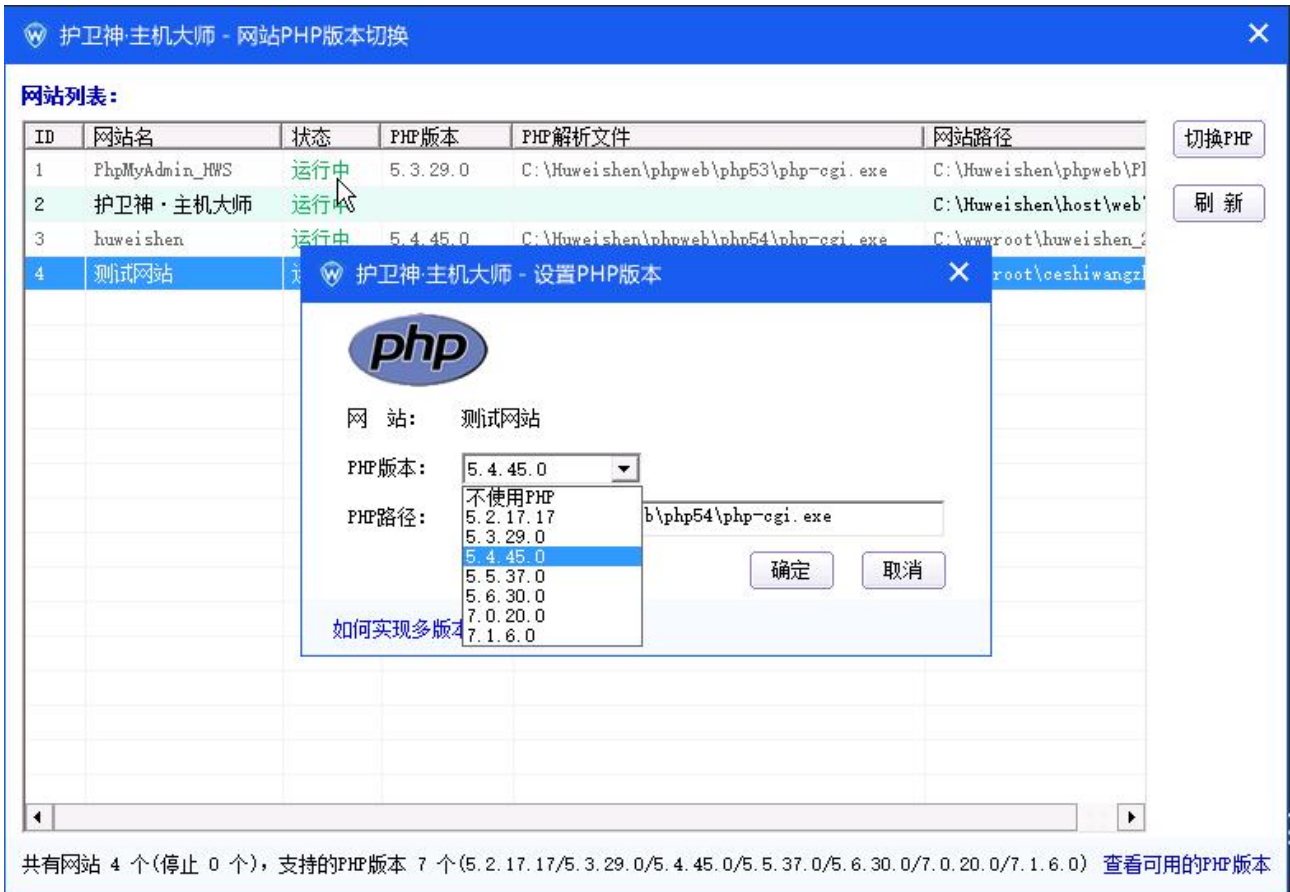 护卫神·主机大师 - 网站PHP版本切换
网站列表：
ID 网站名 状态 PHP版本 PHP解析文件 网站路径
切换PHP
1 PhpMyAdmin_HWS 运行中 5.3.29.0 C:\Huweishen\phpweb\php53\php-cgi.exe C:\Huweishen\phpweb\Pl
2 护卫神·主机大师 运行中 C:\Huweishen\host\web
刷 新
3 huweishen 运行中 5.4.45.0 C:\Huweishen\phpweb\php54\php-cgi.exe C:\wwwroot\huweishen_
4 测试网站 root\ceshiwangz
护卫神·主机大师 - 设置PHP版本
php
网 站： 测试网站
PHP版本： 5.4.45.0
不使用PHP
PHP路径： b\php54\php-cgi.exe
5.2.17.17
5.3.29.0
5.4.45.0
5.5.37.0
5.6.30.0
7.0.20.0
7.1.6.0
确定 取消
如何实现多版本
共有网站 4 个(停止 0 个)，支持的PHP版本 7 个(5.2.17.17/5.3.29.0/5.4.45.0/5.5.37.0/5.6.30.0/7.0.20.0/7.1.6.0) 查看可用的PHP版本